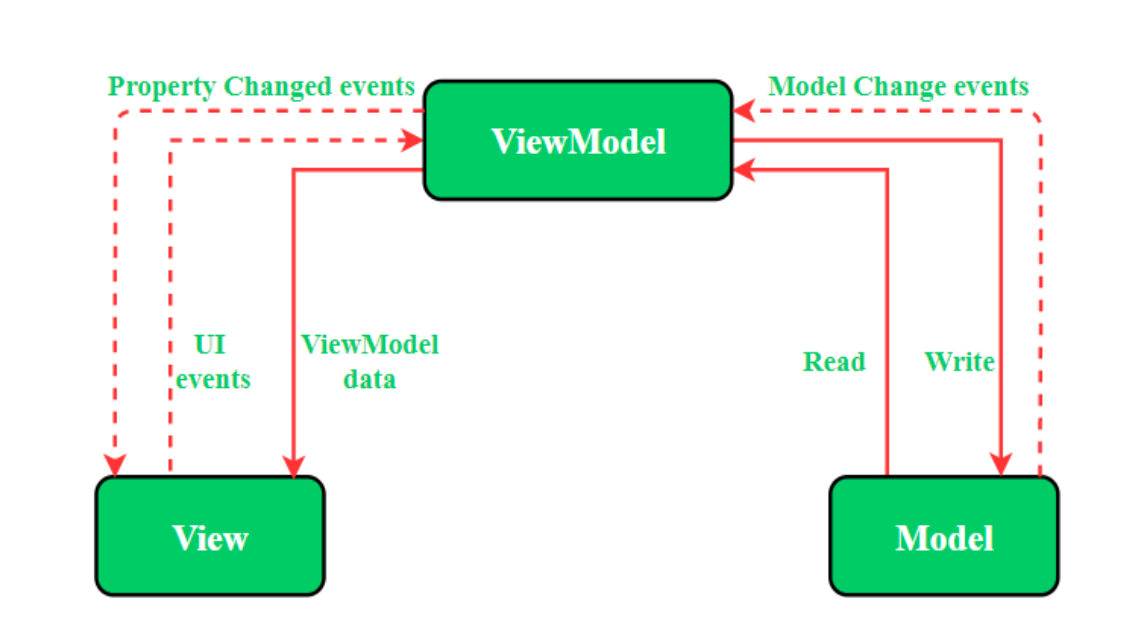 Property Changed events
Model Change events
ViewModel
UI
events
ViewModel
data
Read
Write
View
Model